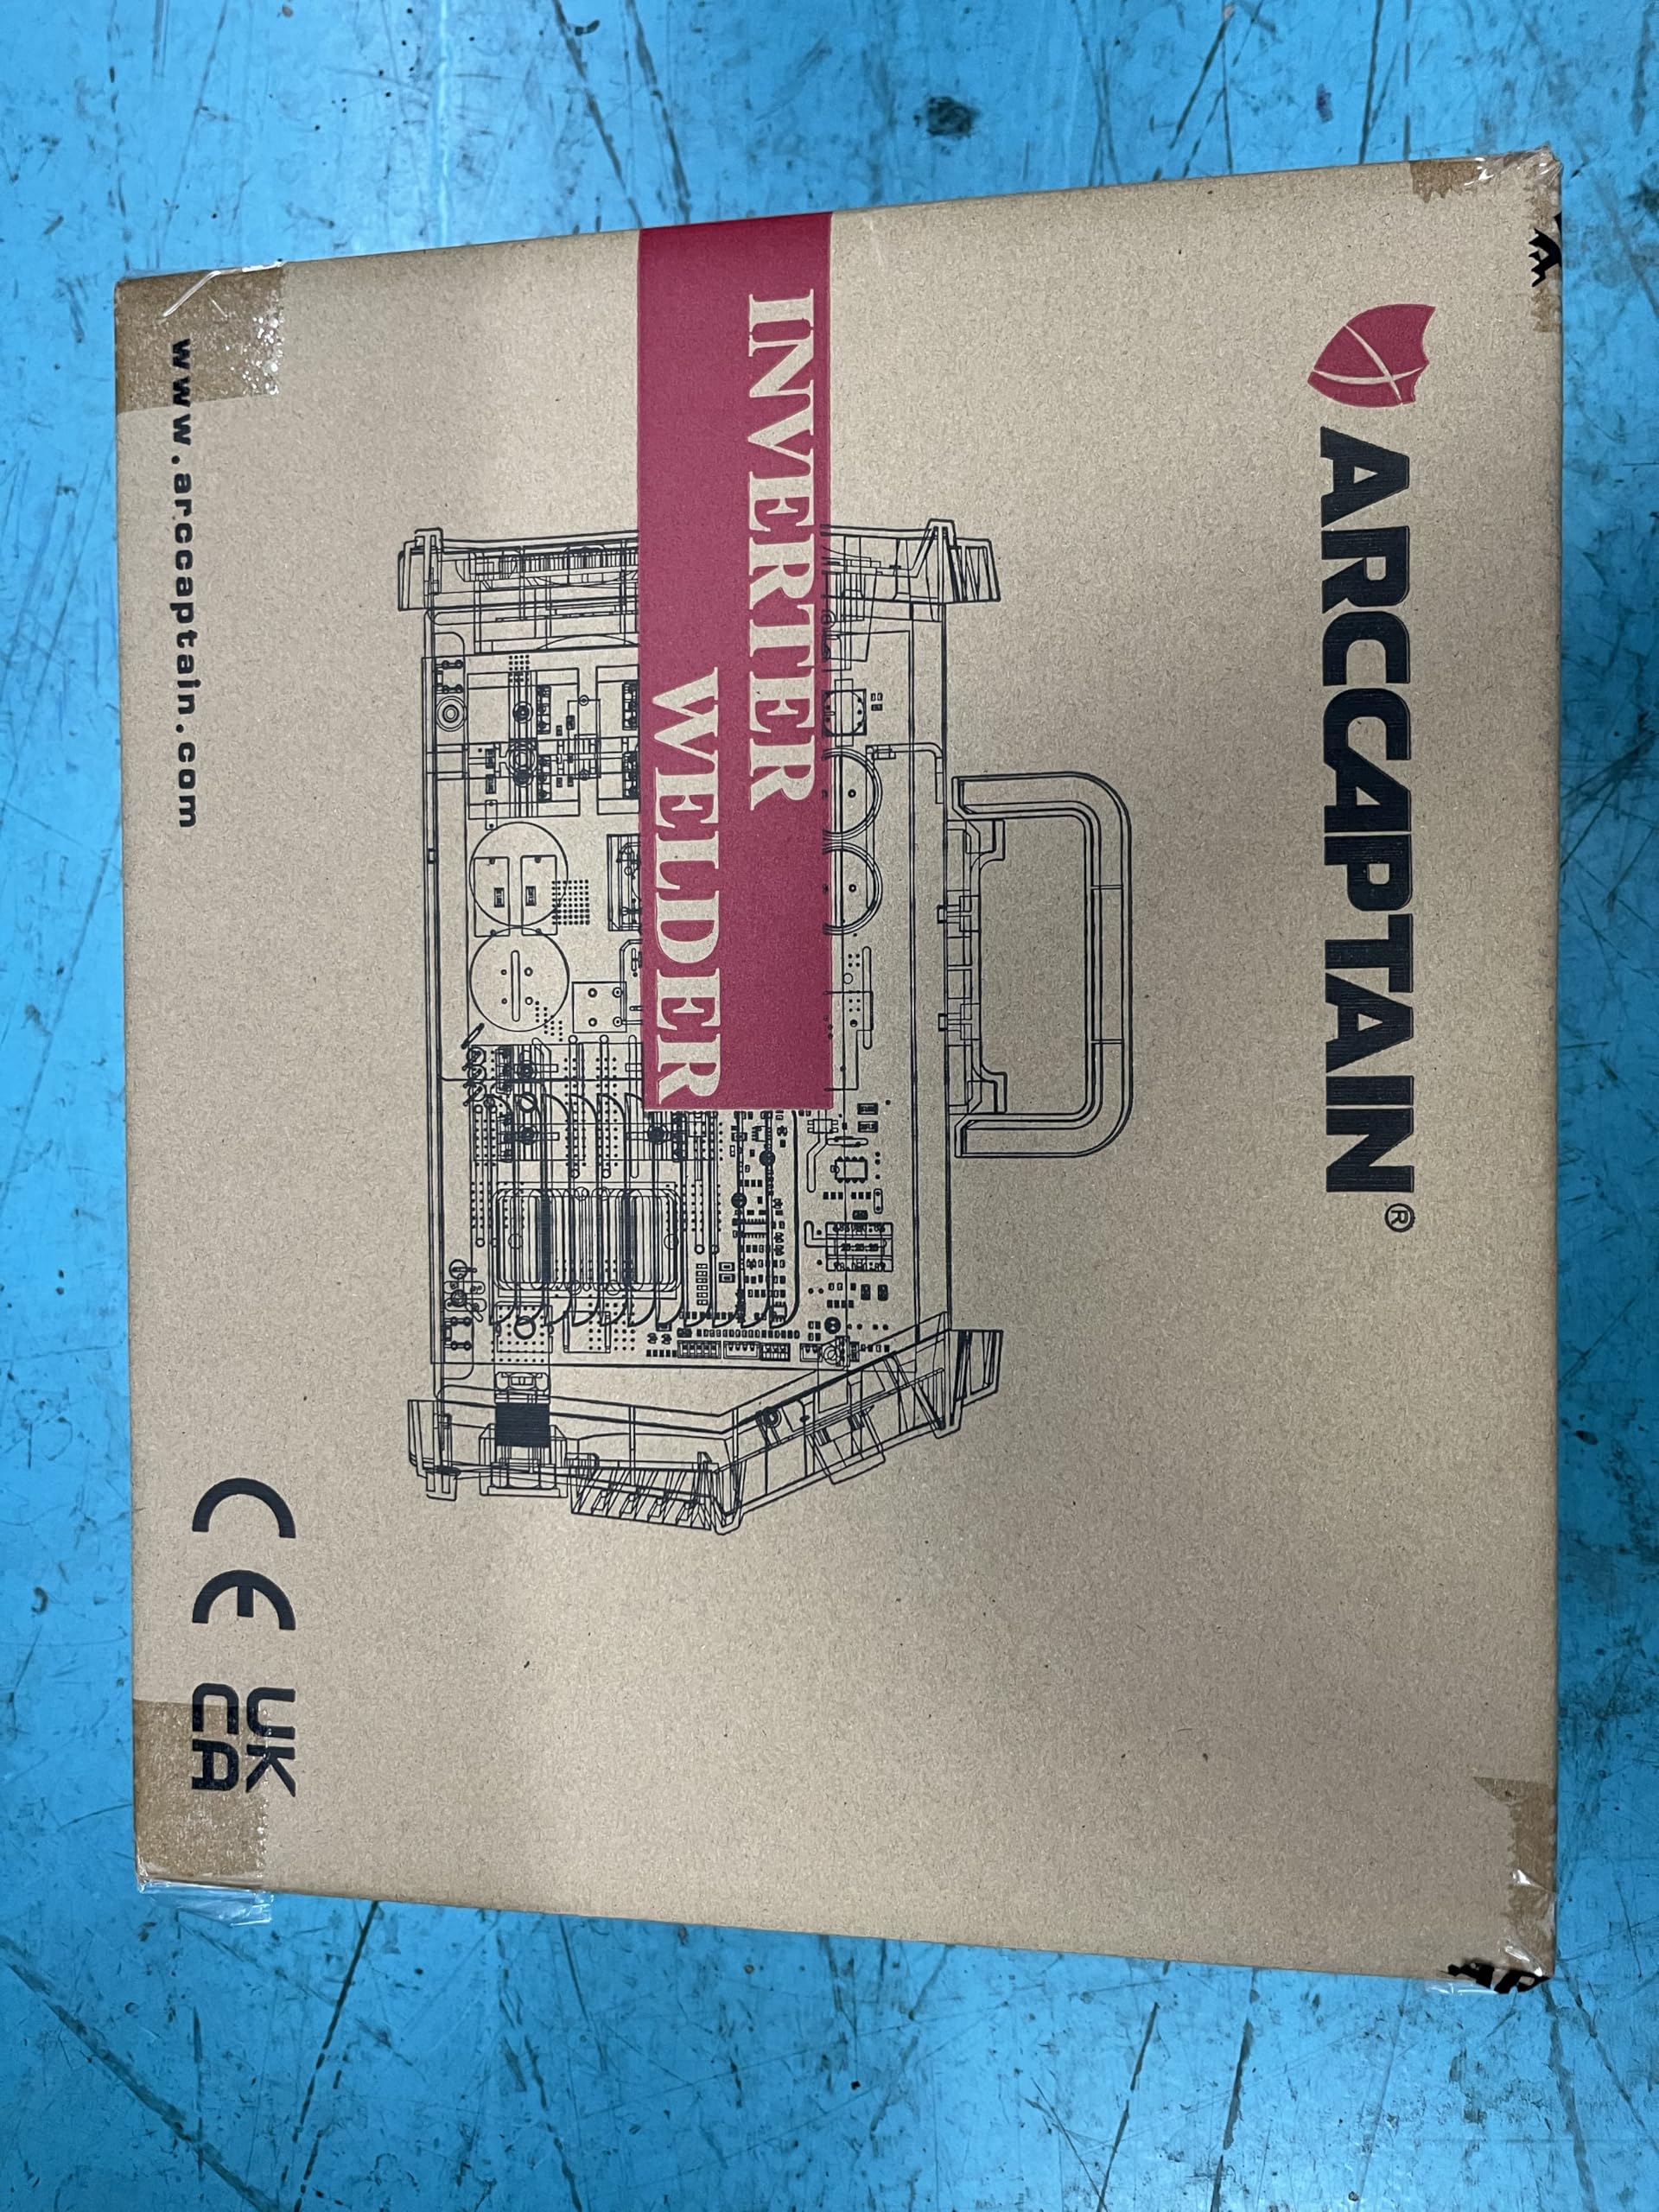 ARCCAPTAIN®
INVERTER
WELDER
www.arccaptain.com
CE
UK
CA